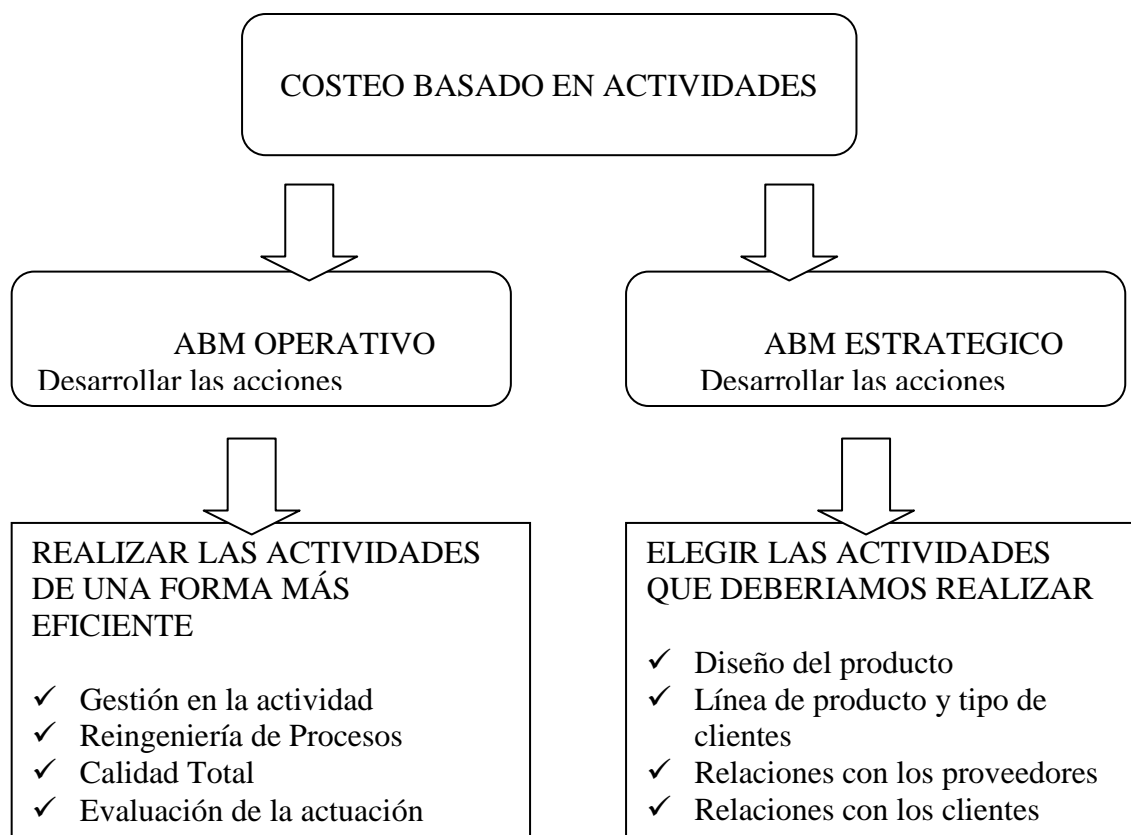 COSTEO BASADO EN ACTIVIDADES
ABM OPERATIVO
Desarrollar las acciones
ABM ESTRATEGICO
Desarrollar las acciones
REALIZAR LAS ACTIVIDADES
DE UNA FORMA MÁS
EFICIENTE
✓ Gestión en la actividad
✓ Reingeniería de Procesos
✓ Calidad Total
✓ Evaluación de la actuación
ELEGIR LAS ACTIVIDADES
QUE DEBERIAMOS REALIZAR
✓ Diseño del producto
✓ Línea de producto y tipo de
clientes
✓ Relaciones con los proveedores
✓ Relaciones con los clientes